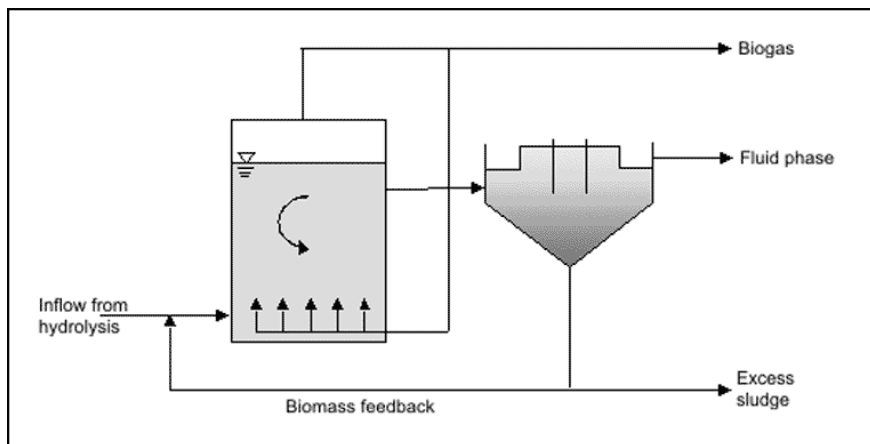 Biogas
Fluid phase
Inflow from
hydrolysis
Excess
sludge
Biomass feedback